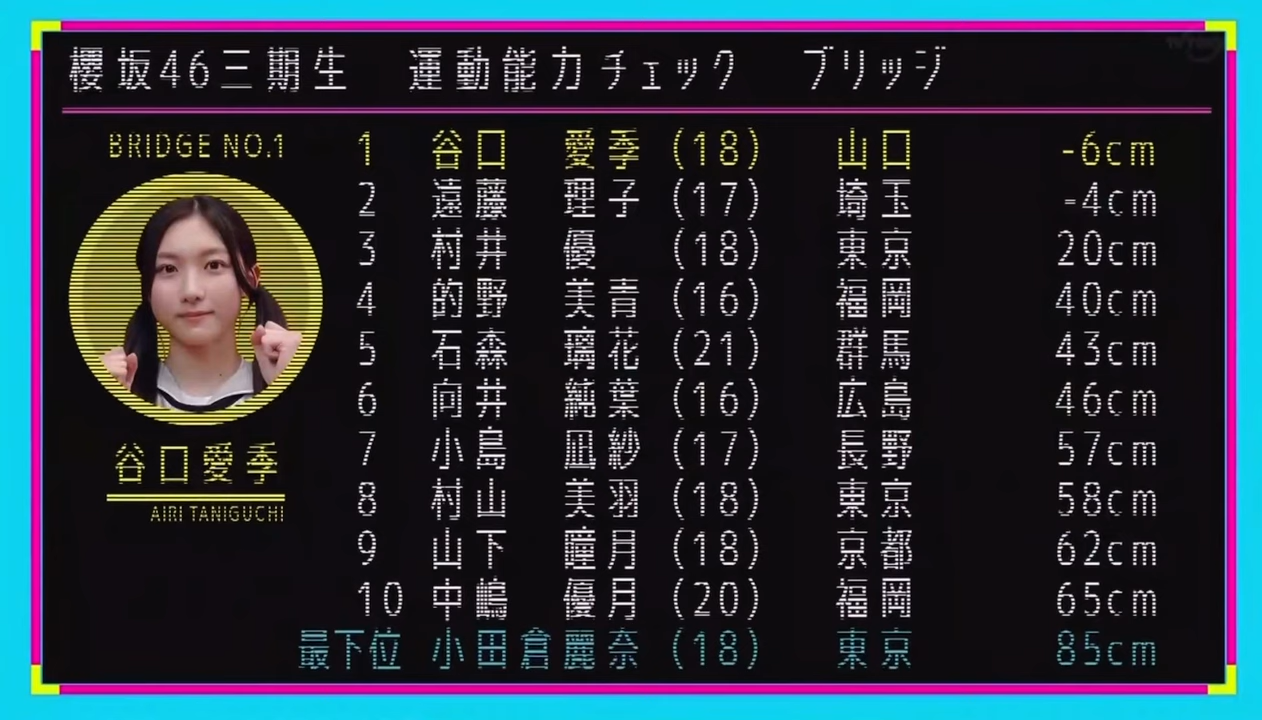 櫻坂46三期生 運動能力チェック ブリッジ
BRIDGE NO.1
谷口愛季
AIRI TANIGUCHI
1 谷口 愛季 (18) 山口 -6cm
2 遠藤 理子 (17) 埼玉 -4cm
3 村井 優 (18) 東京 20cm
4 的野 美青 (16) 福岡 40cm
5 石森 璃花 (21) 群馬 43cm
6 向井 純葉 (16) 広島 46cm
7 小島 凪紗 (17) 長野 57cm
8 村山 美羽 (18) 東京 58cm
9 山下 瞳月 (18) 京都 62cm
10 中嶋 優月 (20) 福岡 65cm
最下位 小田倉麗奈 (18) 東京 85cm